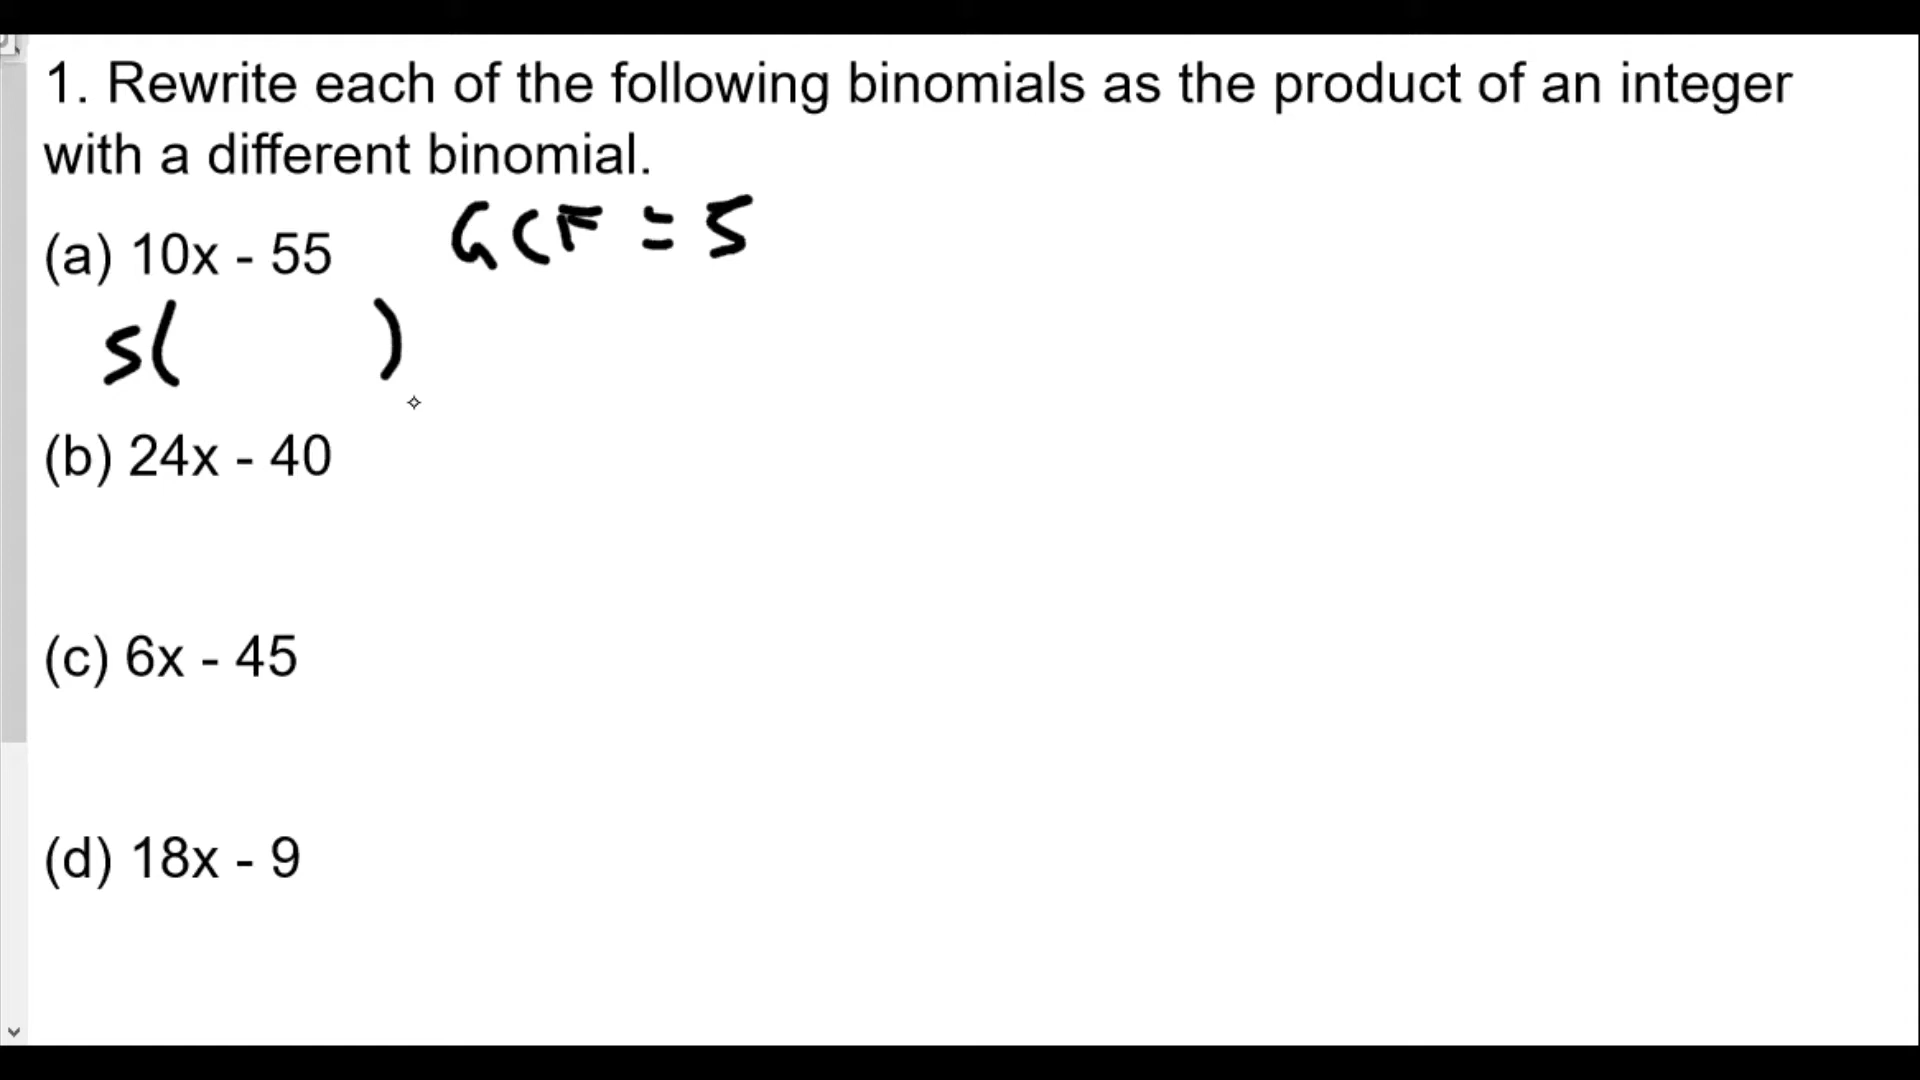 1. Rewrite each of the following binomials as the product of an integer
with a different binomial.
(a) 10x - 55
GCF = 5
5( )
(b) 24x - 40
(c) 6x - 45
(d) 18x - 9